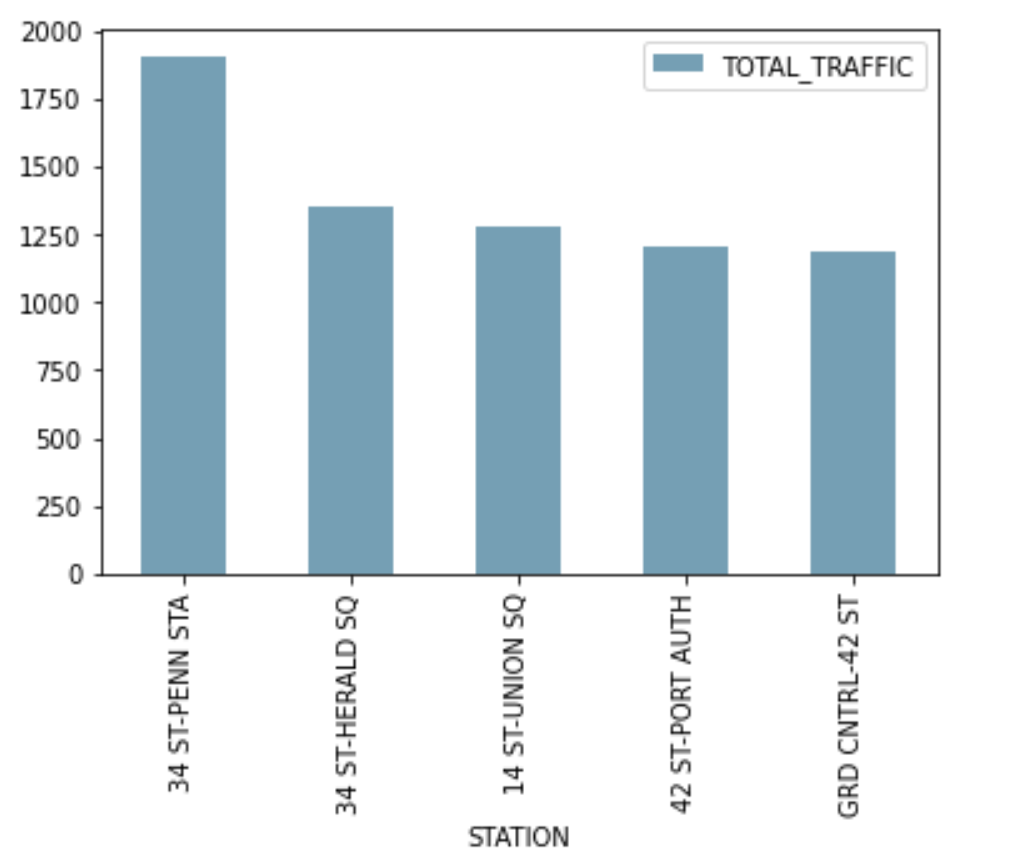 2000
1750
1500
1250
1000
750
500
250
0
TOTAL_TRAFFIC
34 ST-PENN STA
34 ST-HERALD SQ
14 ST-UNION SQ
42 ST-PORT AUTH
GRD CNTRL-42 ST
STATION